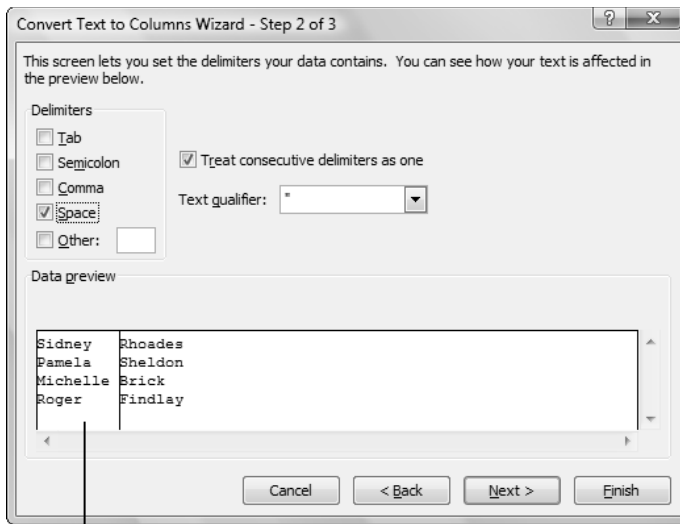 Convert Text to Columns Wizard - Step 2 of 3
This screen lets you set the delimiters your data contains. You can see how your text is affected in
the preview below.
Delimiters
Tab
Semicolon
Comma
Space
Other:
Treat consecutive delimiters as one
Text qualifier: "
Data preview
Sidney Rhoades
Pamela Sheldon
Michelle Brick
Roger Findlay
Cancel < Back Next > Finish